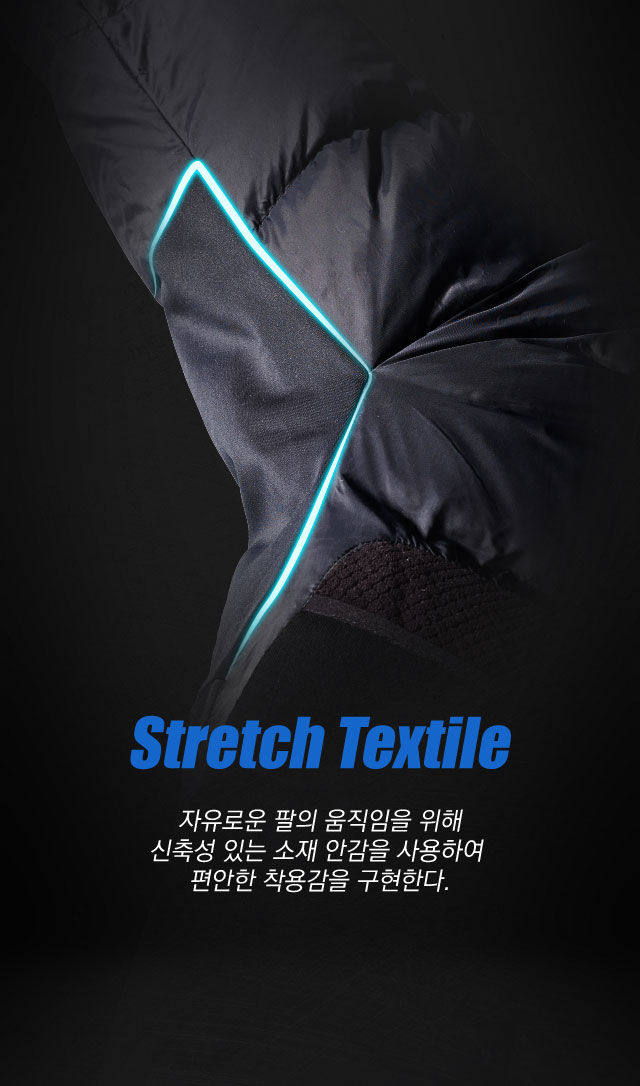 Stretch Textile
자유로운 팔의 움직임을 위해
신축성 있는 소재 안감을 사용하여
편안한 착용감을 구현한다.